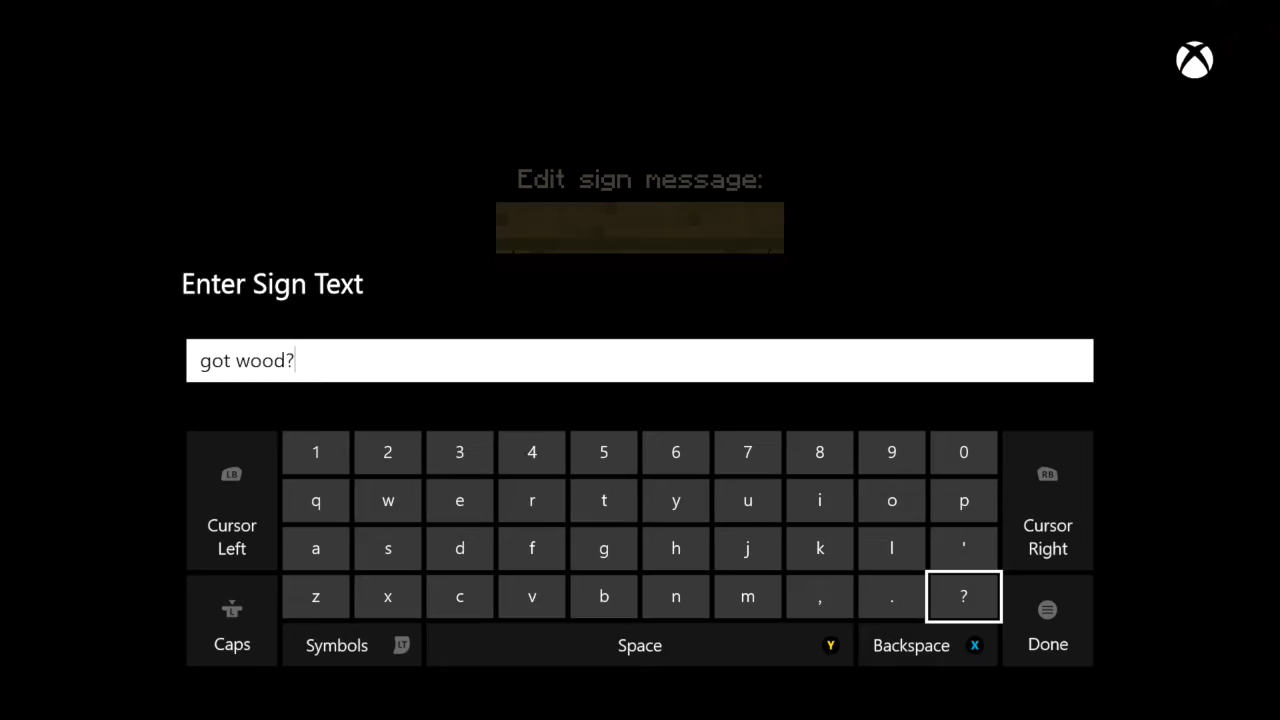 Edit sign message:
Enter Sign Text
got wood?
1 2 3 4 5 6 7 8 9 0
LB q w e r t y u i o p RB
Cursor Left
a s d f g h j k l '
Cursor Right
z x c v b n m , . ?
L
Caps
Symbols LT
Space Y
Backspace X
Done